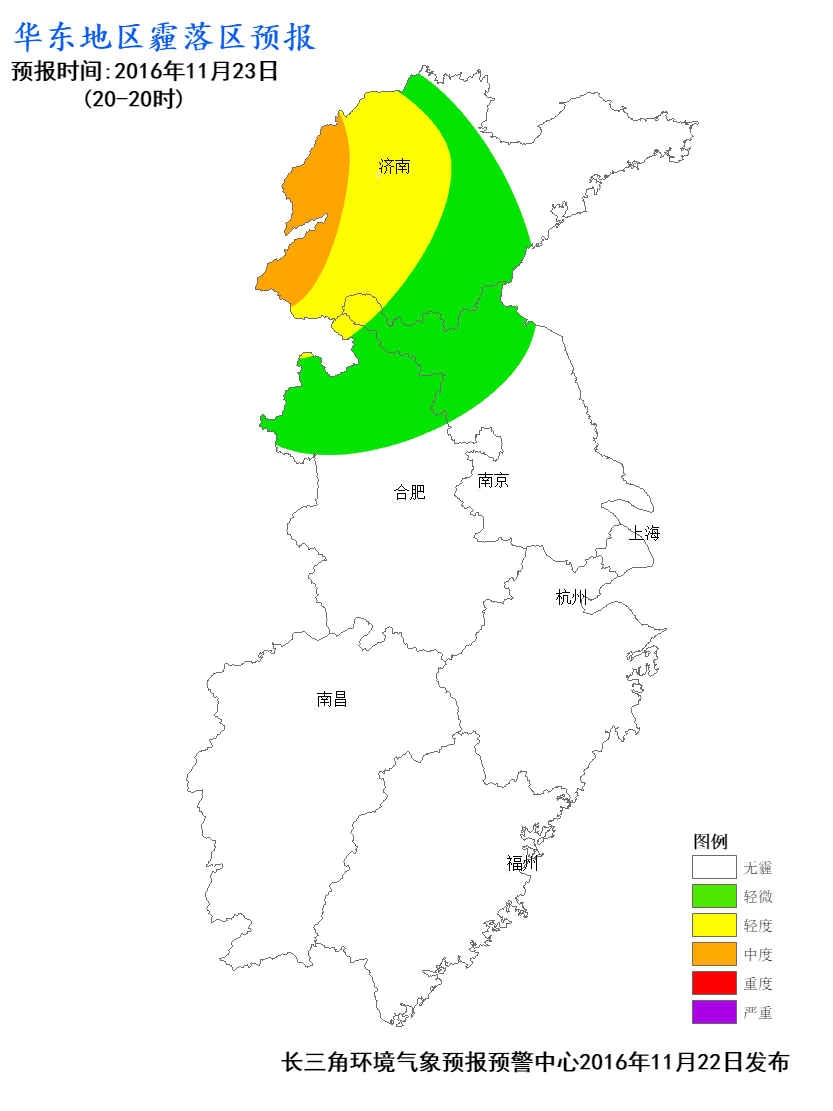 华东地区霾落区预报
预报时间:2016年11月23日
(20-20时)
济南
合肥
南京
上海
杭州
南昌
福州
图例
无霾
轻微
轻度
中度
重度
严重
长三角环境气象预报预警中心2016年11月22日发布